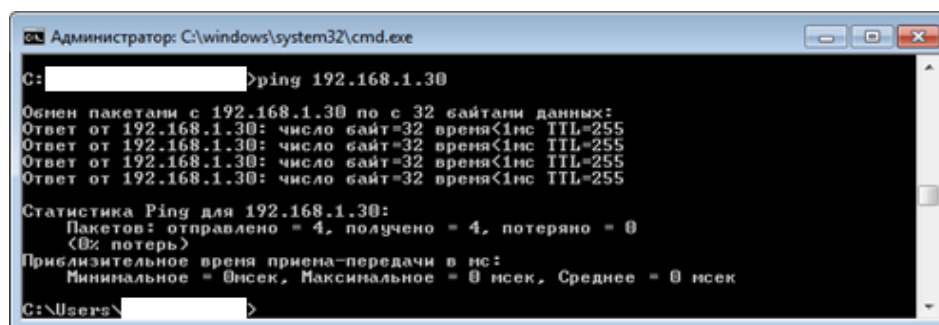 Администратор: C:\windows\system32\cmd.exe
C: >ping 192.168.1.30
Обмен пакетами с 192.168.1.30 по с 32 байтами данных:
Ответ от 192.168.1.30: число байт=32 время<1мс TTL=255
Ответ от 192.168.1.30: число байт=32 время<1мс TTL=255
Ответ от 192.168.1.30: число байт=32 время<1мс TTL=255
Ответ от 192.168.1.30: число байт=32 время<1мс TTL=255
Статистика Ping для 192.168.1.30:
Пакетов: отправлено = 4, получено = 4, потеряно = 0
(0% потерь)
Приблизительное время приема-передачи в мс:
Минимальное = 0мсек, Максимальное = 0 мсек, Среднее = 0 мсек
C:\Users\ >